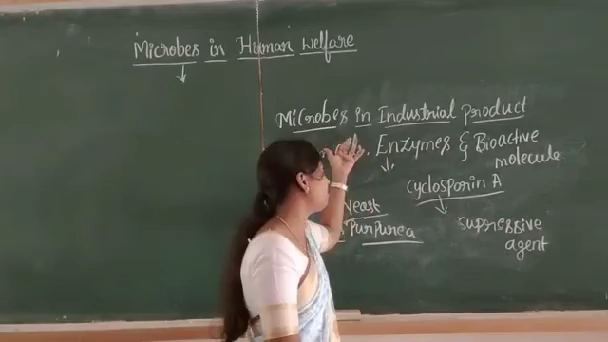 Microbes in Human Welfare
Microbes in Industrial Product
Enzymes & Bioactive
molecule
Cyclosporin A
Yeast
Purpurea
suppressive
agent